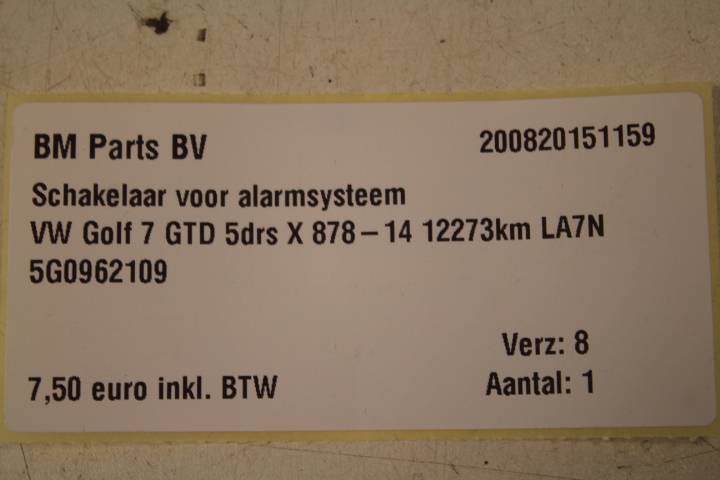 BM Parts BV 200820151159
Schakelaar voor alarmsysteem
VW Golf 7 GTD 5drs X 878-14 12273km LA7N
5G0962109
Verz: 8
7,50 euro inkl. BTW Aantal: 1